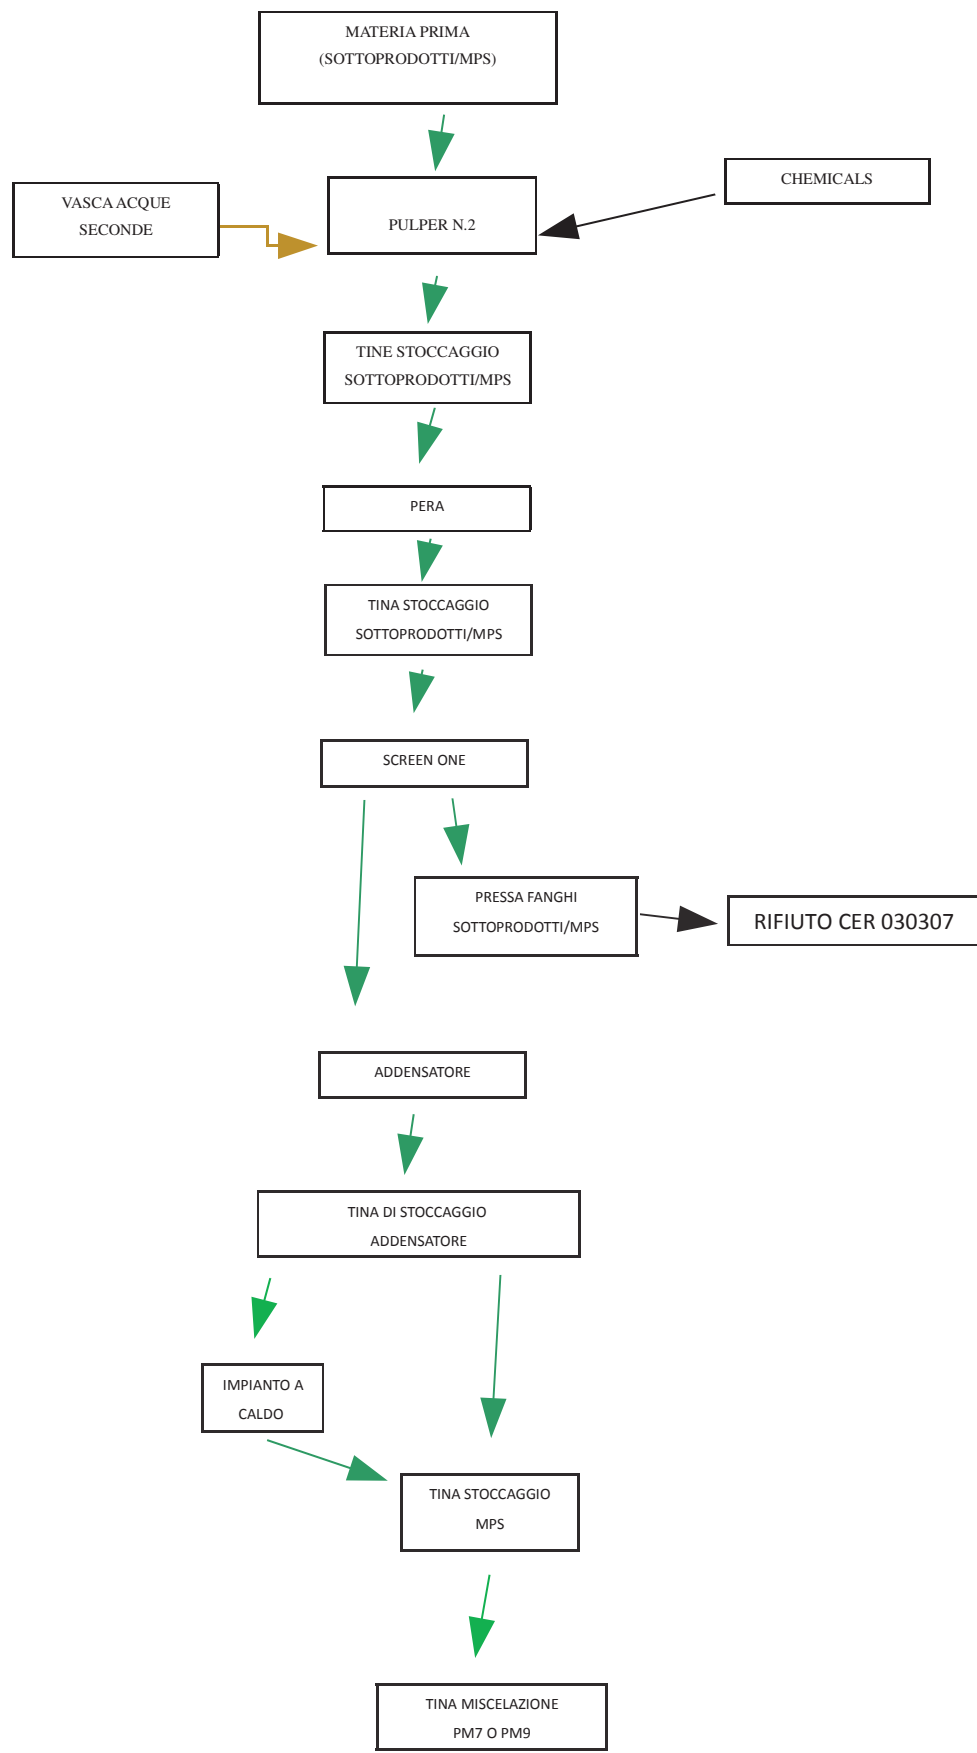 MATERIA PRIMA
(SOTTOPRODOTTI/MPS)
CHEMICALS
VASCA ACQUE
SECONDE
PULPER N.2
TINE STOCCAGGIO
SOTTOPRODOTTI/MPS
PERA
TINA STOCCAGGIO
SOTTOPRODOTTI/MPS
SCREEN ONE
PRESSA FANGHI
SOTTOPRODOTTI/MPS
RIFIUTO CER 030307
ADDENSATORE
TINA DI STOCCAGGIO
ADDENSATORE
IMPIANTO A
CALDO
TINA STOCCAGGIO
MPS
TINA MISCELAZIONE
PM7 O PM9